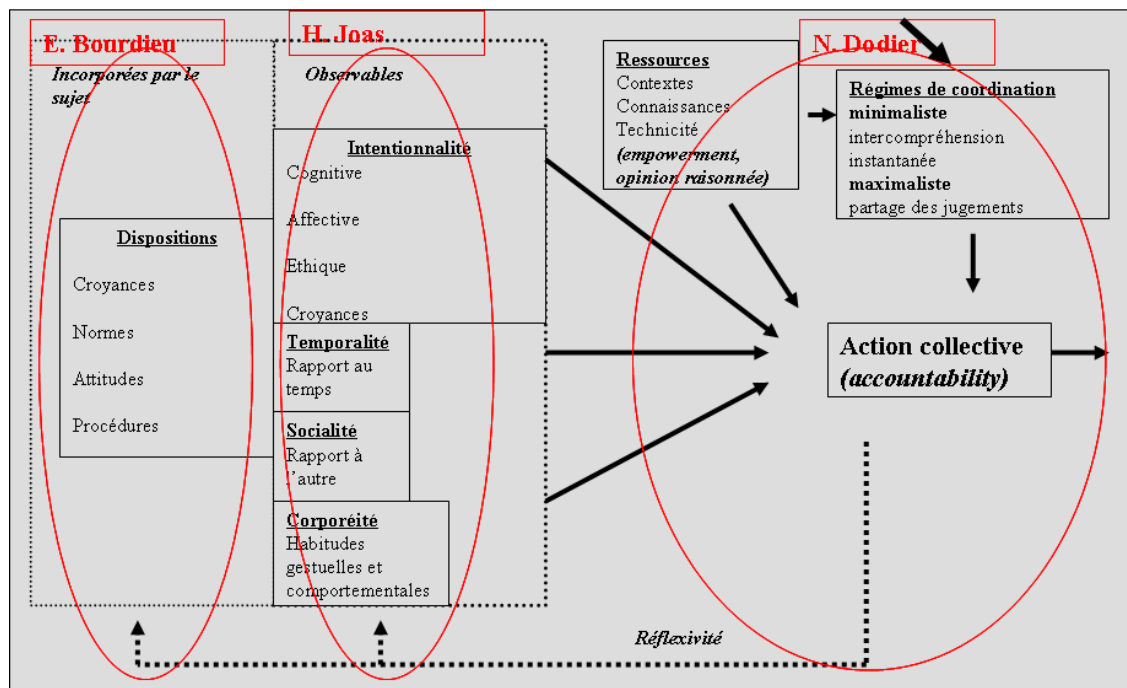 E. Bourdieu
Incorporées par le
sujet
H. Joas
Observables
Dispositions
Croyances
Normes
Attitudes
Procédures
Intentionnalité
Cognitive
Affective
Ethique
Croyances
Temporalité
Rapport au
temps
Socialité
Rapport à
l'autre
Corporéité
Habitudes
gestuelles et
comportementales
Ressources
Contextes
Connaissances
Technicité
(empowerment,
opinion raisonnée)
N. Dodier
Régimes de coordination
minimaliste
intercompréhension
instantanée
maximaliste
partage des jugements
Action collective
(accountability)
Réflexivité